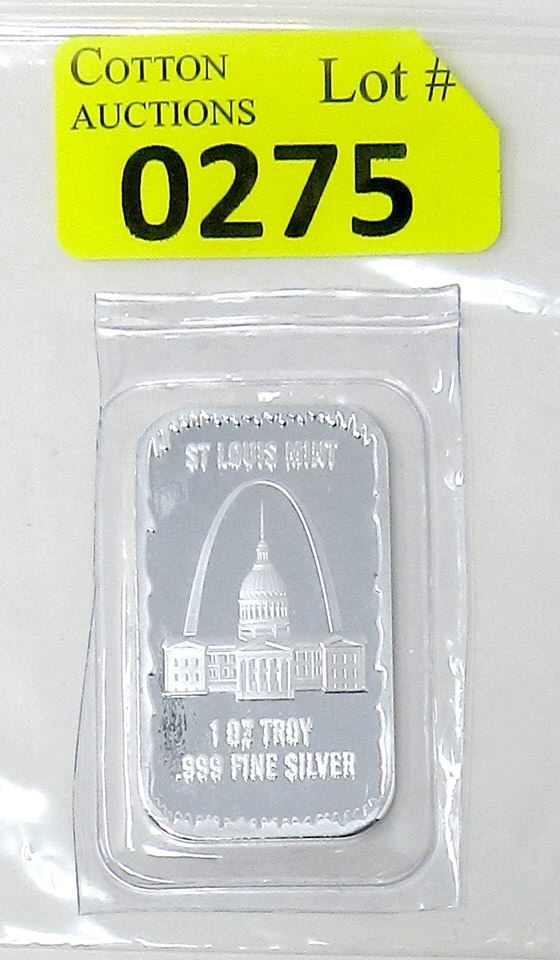 COTTON
AUCTIONS
Lot #
0275
ST LOUIS MINT
1 OZ TROY
.999 FINE SILVER